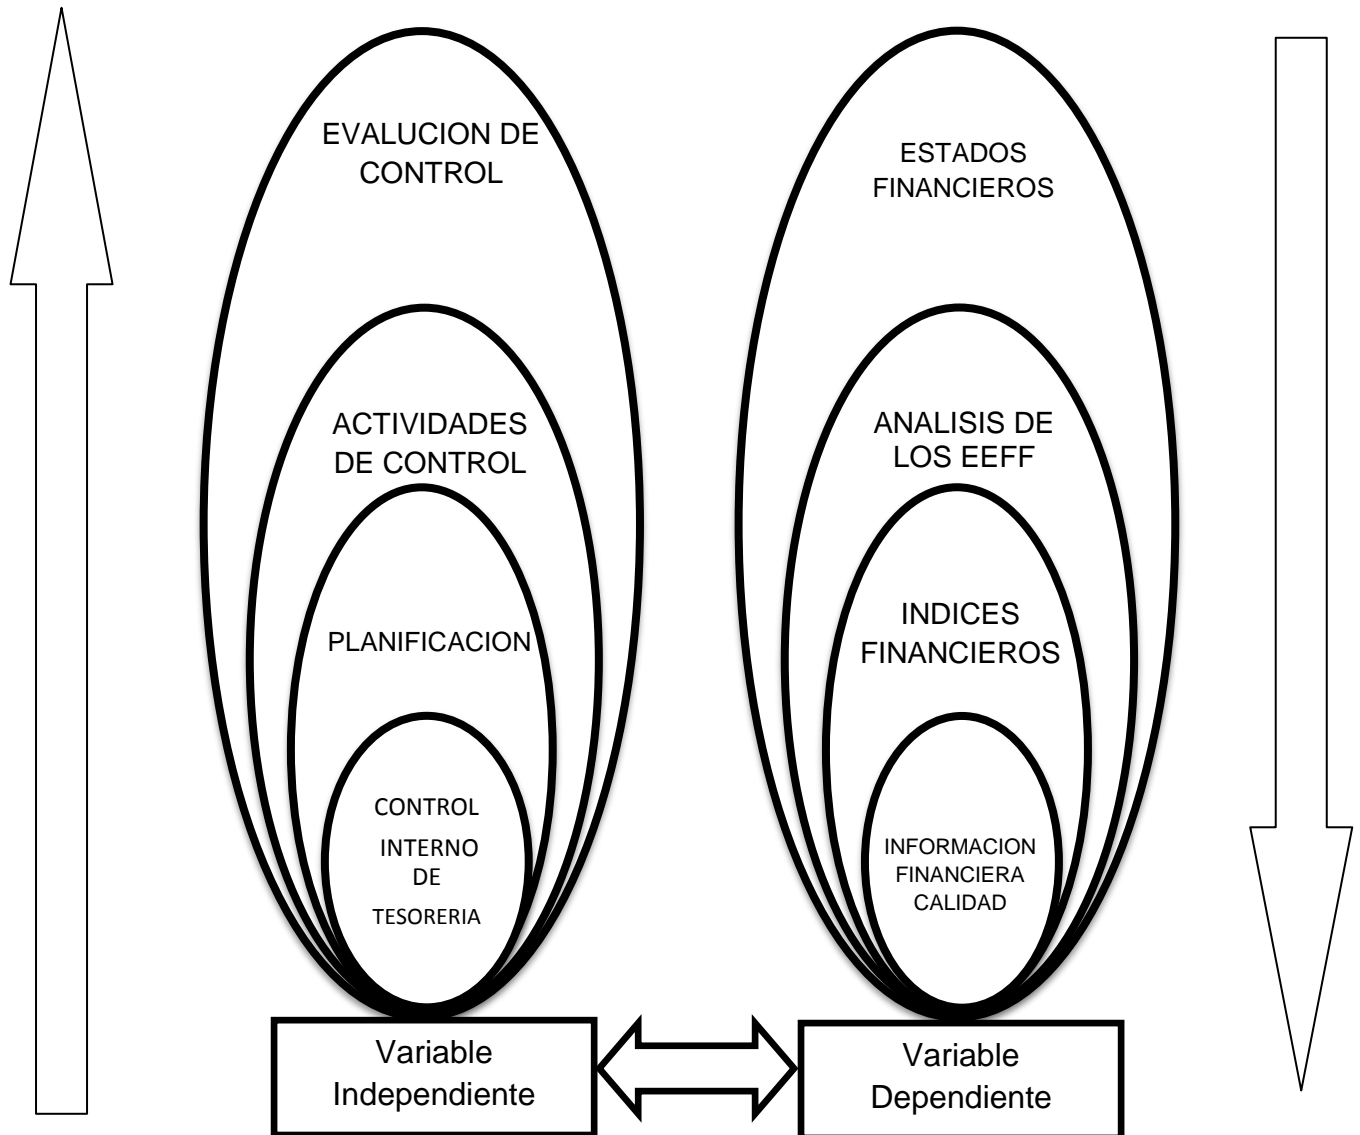 EVALUCION DE
CONTROL
ACTIVIDADES
DE CONTROL
PLANIFICACION
CONTROL
INTERNO
DE
TESORERIA
Variable
Independiente
ESTADOS
FINANCIEROS
ANALISIS DE
LOS EEFF
INDICES
FINANCIEROS
INFORMACION
FINANCIERA
CALIDAD
Variable
Dependiente